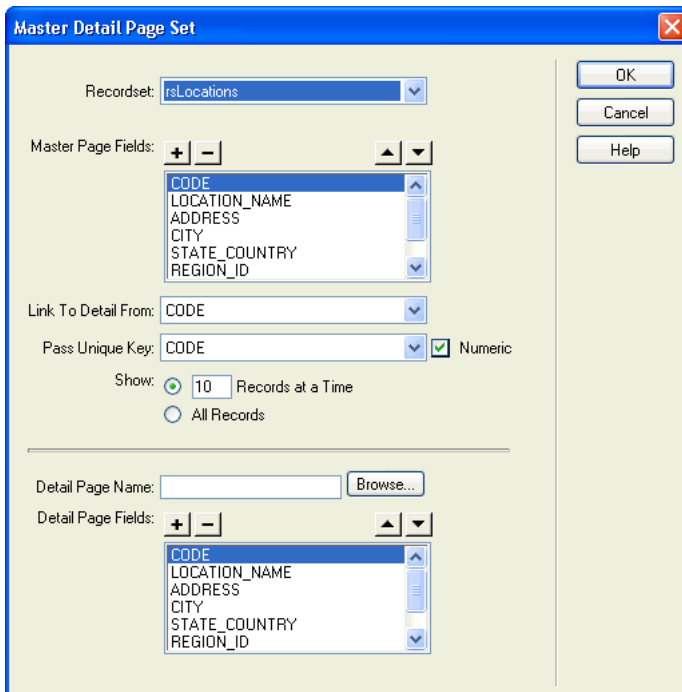 Master Detail Page Set
Recordset: rsLocations
OK
Cancel
Help
Master Page Fields:
CODE
LOCATION_NAME
ADDRESS
CITY
STATE_COUNTRY
REGION_ID
Link To Detail From: CODE
Pass Unique Key: CODE Numeric
Show: 10 Records at a Time
All Records
Detail Page Name: Browse...
Detail Page Fields:
CODE
LOCATION_NAME
ADDRESS
CITY
STATE_COUNTRY
REGION_ID